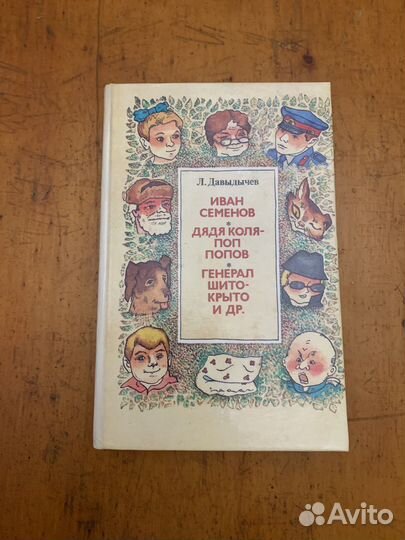 Л. Давыдычев
ИВАН
СЕМЕНОВ
*
ДЯДЯ КОЛЯ-
ПОП
ПОПОВ
*
ГЕНЕРАЛ
ШИТО-
КРЫТО
И ДР.
Avito